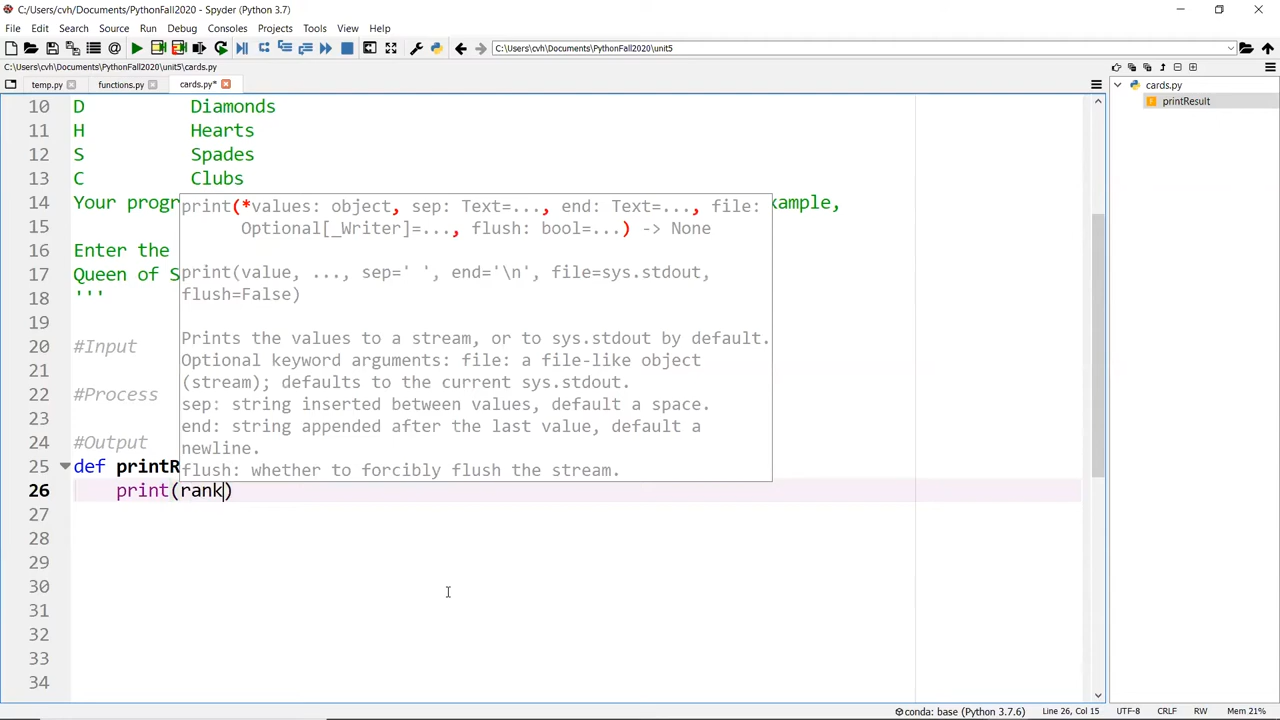 C:/Users/cvh/Documents/PythonFall2020 - Spyder (Python 3.7)
File Edit Search Source Run Debug Consoles Projects Tools View Help
C:\Users\cvh\Documents\PythonFall2020\unit5
C:\Users\cvh\Documents\PythonFall2020\unit5\cards.py
temp.py functions.py cards.py*
cards.py
printResult
10 D Diamonds
11 H Hearts
12 S Spades
13 C Clubs
14 Your progr xample,
15
16 Enter the
17 Queen of S
18 '''
19
20 #Input
21
22 #Process
23
24 #Output
25 def printR
26 print(rank)
27
28
29
30
31
32
33
34
print(*values: object, sep: Text=..., end: Text=..., file:
Optional[_Writer]=..., flush: bool=...) -> None
print(value, ..., sep=' ', end='\n', file=sys.stdout,
flush=False)
Prints the values to a stream, or to sys.stdout by default.
Optional keyword arguments: file: a file-like object
(stream); defaults to the current sys.stdout.
sep: string inserted between values, default a space.
end: string appended after the last value, default a
newline.
flush: whether to forcibly flush the stream.
conda: base (Python 3.7.6) Line 26, Col 15 UTF-8 CRLF RW Mem 21%